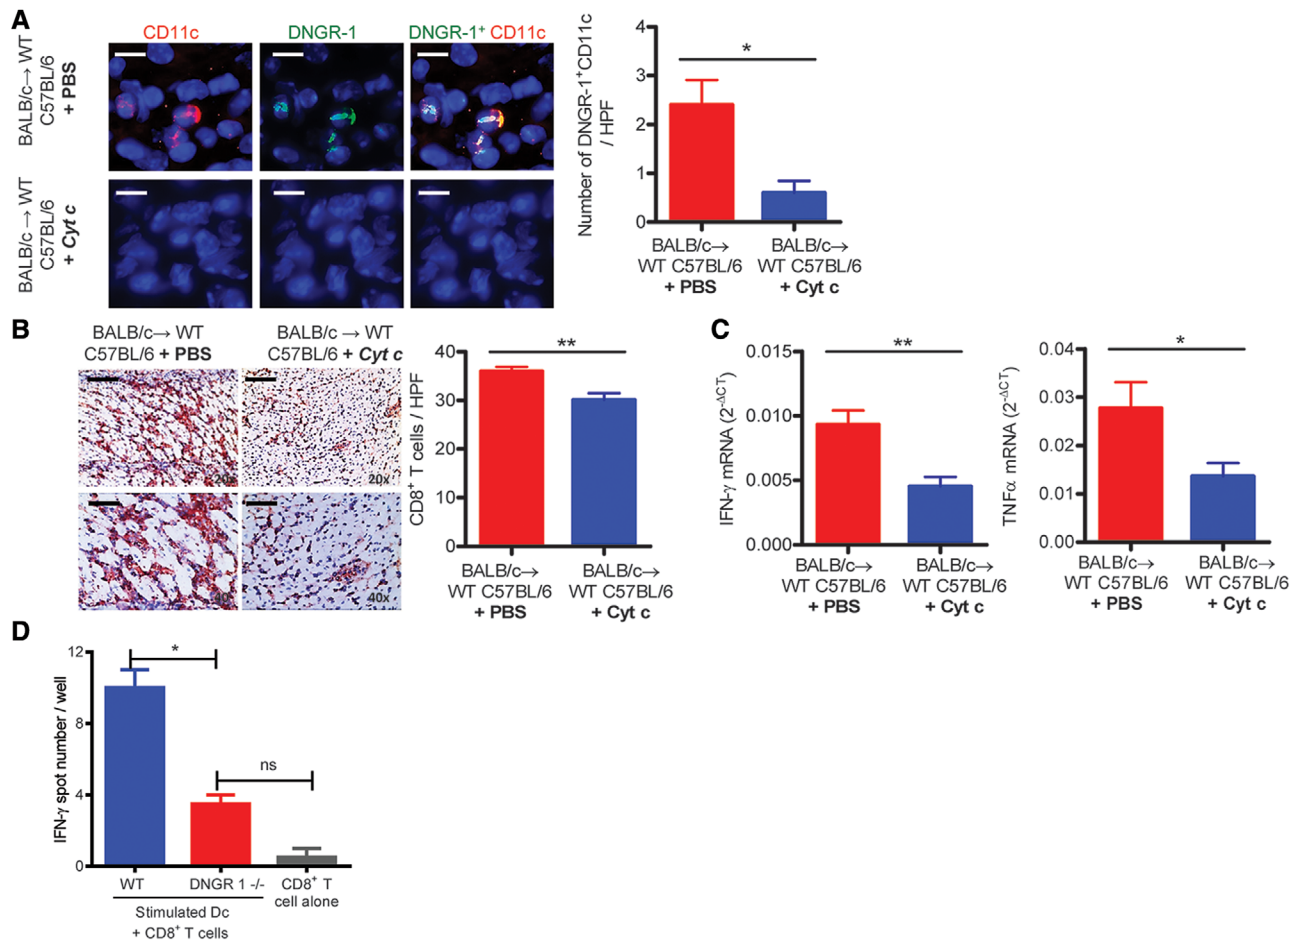 A
CD11c
DNGR-1
DNGR-1+ CD11c
BALB/c→ WT
C57BL/6
+ PBS
BALB/c→ WT
C57BL/6
+ Cyt c
Number of DNGR-1+CD11c
/ HPF
4
3
2
1
0
*
BALB/c→
WT C57BL/6
+ PBS
BALB/c→
WT C57BL/6
+ Cyt c
B
BALB/c→ WT
C57BL/6 + PBS
BALB/c → WT
C57BL/6 + Cyt c
20x
20x
40x
40x
CD8+ T cells / HPF
40
30
20
10
0
**
BALB/c→
WT C57BL/6
+ PBS
BALB/c→
WT C57BL/6
+ Cyt c
C
IFN-γ mRNA (2-ΔCT)
0.015
0.010
0.005
0.000
**
BALB/c→
WT C57BL/6
+ PBS
BALB/c→
WT C57BL/6
+ Cyt c
TNFα mRNA (2-ΔCT)
0.04
0.03
0.02
0.01
0.00
*
BALB/c→
WT C57BL/6
+ PBS
BALB/c→
WT C57BL/6
+ Cyt c
D
IFN-γ spot number / well
12
8
4
0
*
ns
WT
DNGR 1 -/-
CD8+ T
cell alone
Stimulated Dc
+ CD8+ T cells